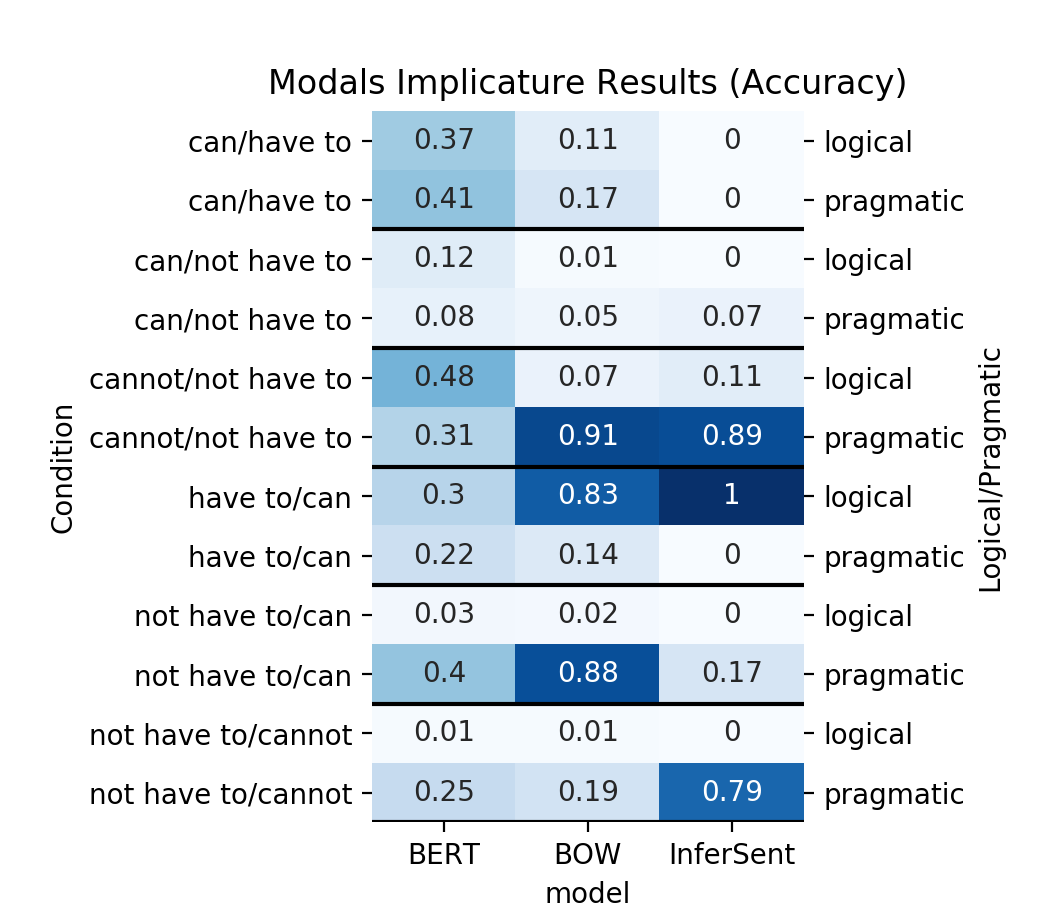 Modals Implicature Results (Accuracy)
can/have to 0.37 0.11 0 logical
can/have to 0.41 0.17 0 pragmatic
can/not have to 0.12 0.01 0 logical
can/not have to 0.08 0.05 0.07 pragmatic
cannot/not have to 0.48 0.07 0.11 logical
cannot/not have to 0.31 0.91 0.89 pragmatic
have to/can 0.3 0.83 1 logical
have to/can 0.22 0.14 0 pragmatic
not have to/can 0.03 0.02 0 logical
not have to/can 0.4 0.88 0.17 pragmatic
not have to/cannot 0.01 0.01 0 logical
not have to/cannot 0.25 0.19 0.79 pragmatic
BERT BOW InferSent
model
Condition
Logical/Pragmatic